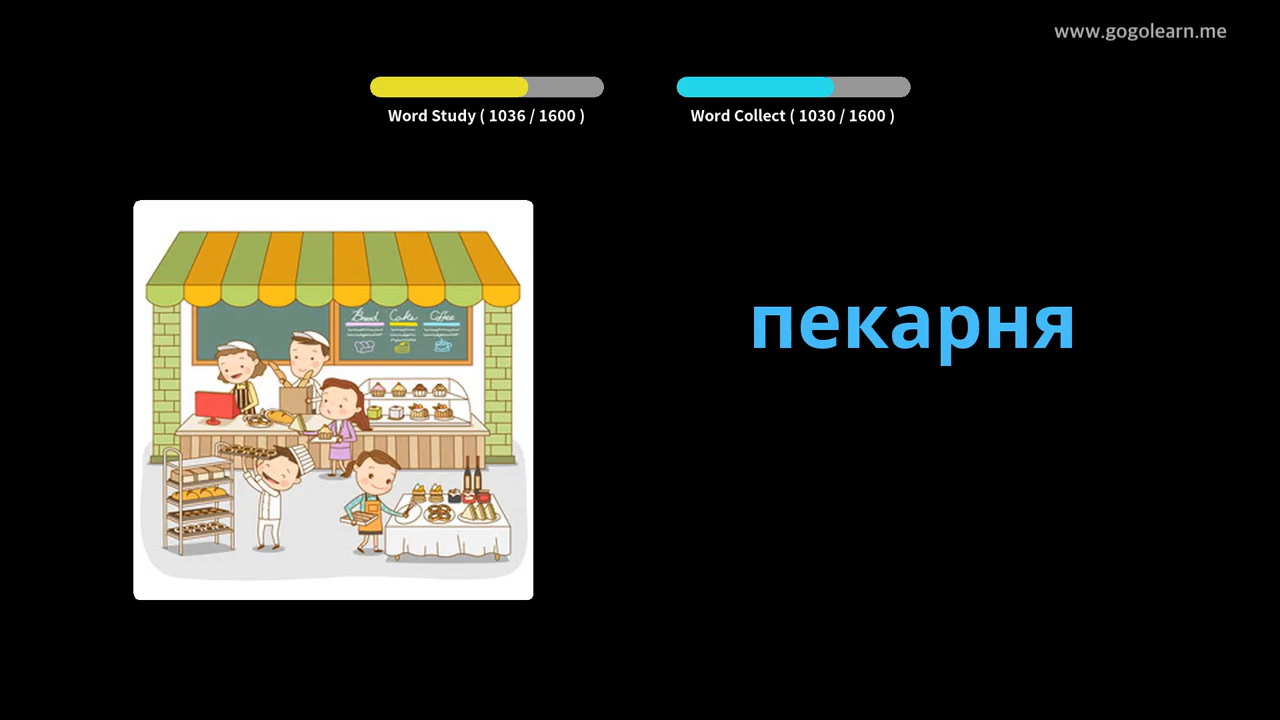 www.gogolearn.me
Word Study ( 1036 / 1600 )
Word Collect ( 1030 / 1600 )
Bread Cake Coffee
пекарня